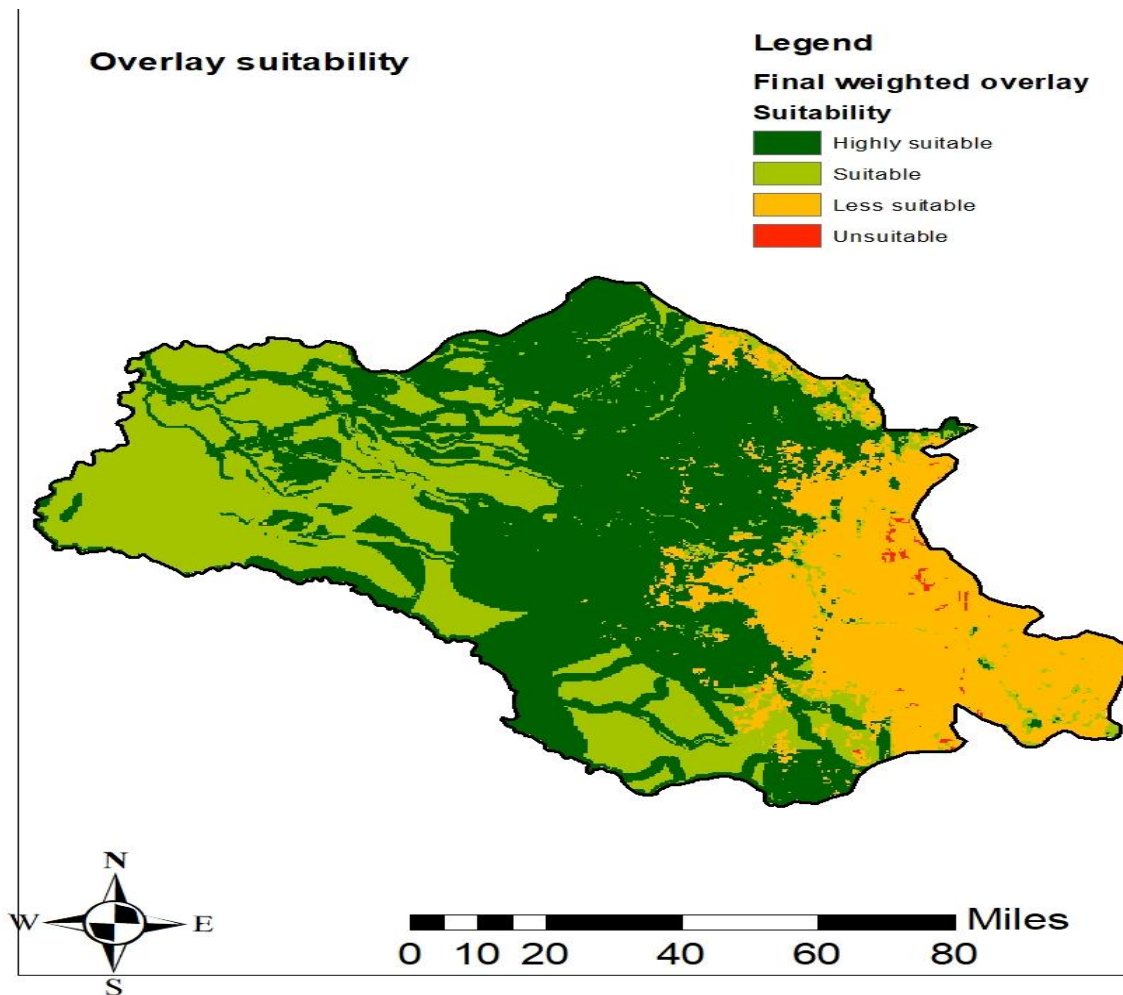 Overlay suitability
Legend
Final weighted overlay
Suitability
Highly suitable
Suitable
Less suitable
Unsuitable
N
W E
S
Miles
0 10 20 40 60 80